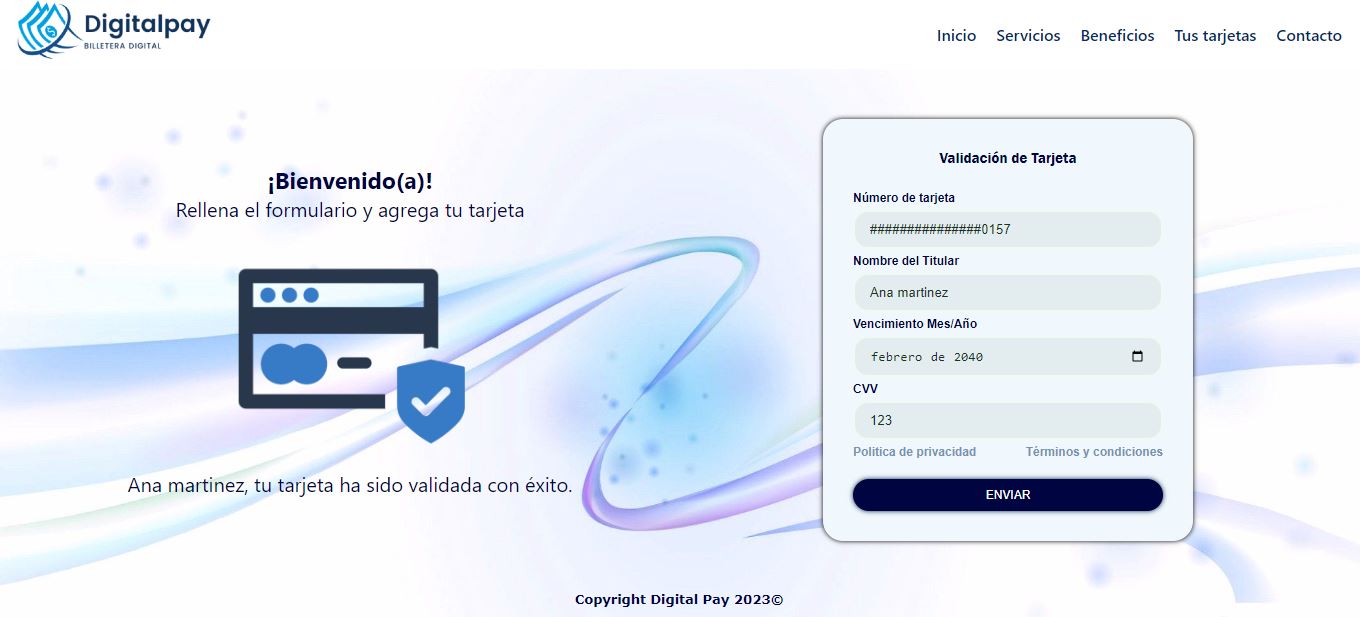 Digitalpay
BILLETERA DIGITAL
Inicio Servicios Beneficios Tus tarjetas Contacto
¡Bienvenido(a)!
Rellena el formulario y agrega tu tarjeta
Ana martinez, tu tarjeta ha sido validada con éxito.
Validación de Tarjeta
Número de tarjeta
###############0157
Nombre del Titular
Ana martinez
Vencimiento Mes/Año
febrero de 2040
CVV
123
Política de privacidad Términos y condiciones
ENVIAR
Copyright Digital Pay 2023©